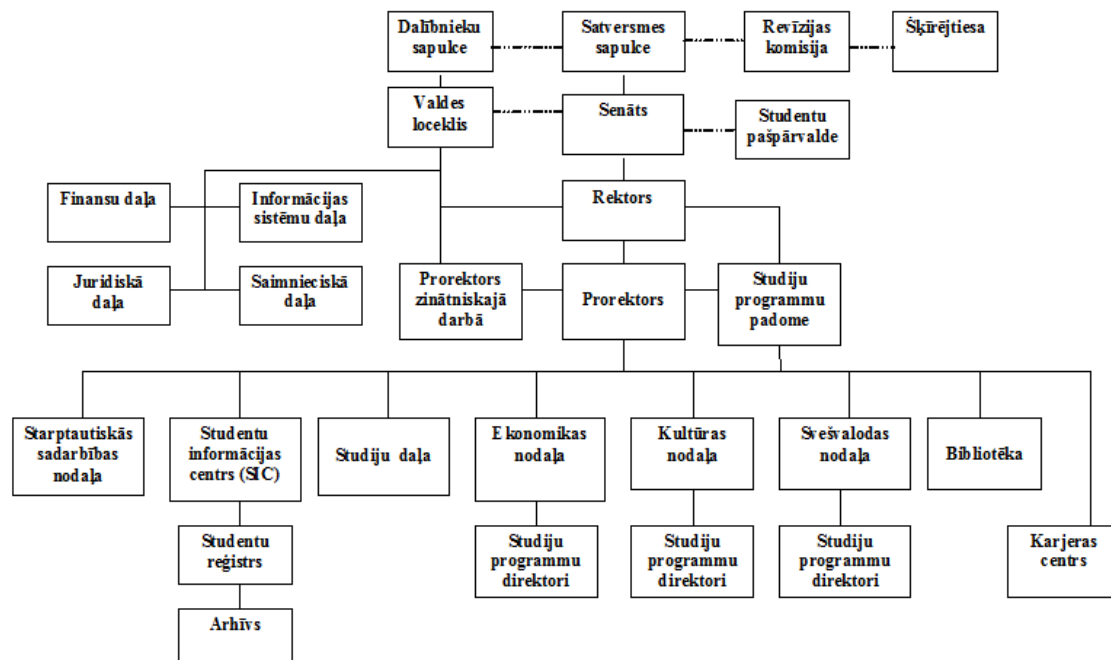 Dalībnieku
sapulce
Satversmes
sapulce
Revīzijas
komisija
Šķīrējtiesa
Valdes
loceklis
Senāts
Studentu
pašpārvalde
Finansu daļa
Informācijas
sistēmu daļa
Rektors
Juridiskā
daļa
Saimnieciskā
daļa
Prorektors
zinātniskajā
darbā
Prorektors
Studiju
programmu
padome
Starptautiskās
sadarbības
nodaļa
Studentu
informācijas
centrs (SIC)
Studiju daļa
Ekonomikas
nodaļa
Kultūras
nodaļa
Svešvalodas
nodaļa
Bibliotēka
Studentu
reģistrs
Studiju
programmu
direktori
Studiju
programmu
direktori
Studiju
programmu
direktori
Karjeras
centrs
Arhīvs